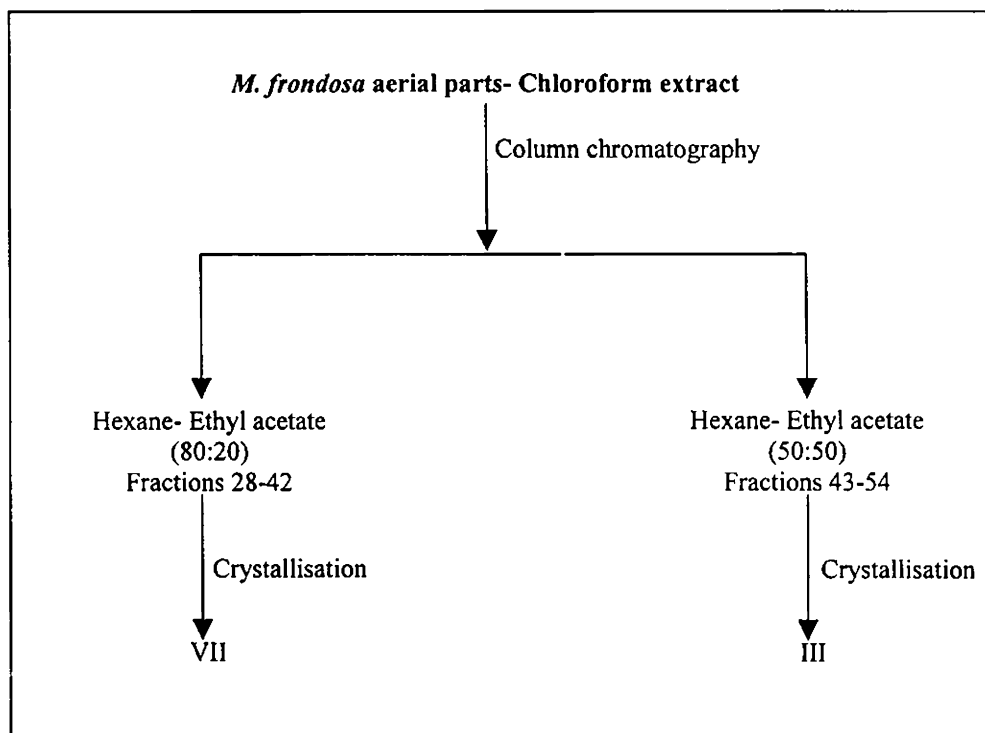 M. frondosa aerial parts- Chloroform extract
Column chromatography
Hexane- Ethyl acetate
(80:20)
Fractions 28-42
Crystallisation
VII
Hexane- Ethyl acetate
(50:50)
Fractions 43-54
Crystallisation
III